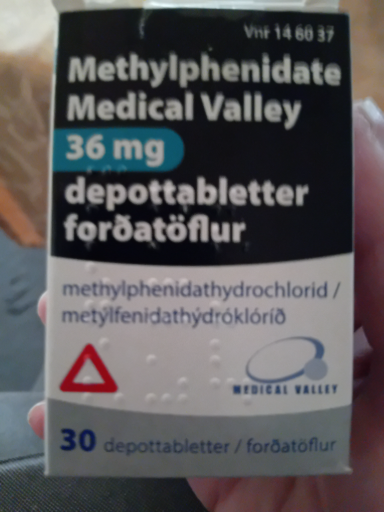 Vnr 14 60 37
Methylphenidate
Medical Valley
36 mg
depottabletter
forðatöflur
methylphenidathydrochlorid /
metýlfenidathýdróklóríð
MEDICAL VALLEY
30 depottabletter / forðatöflur